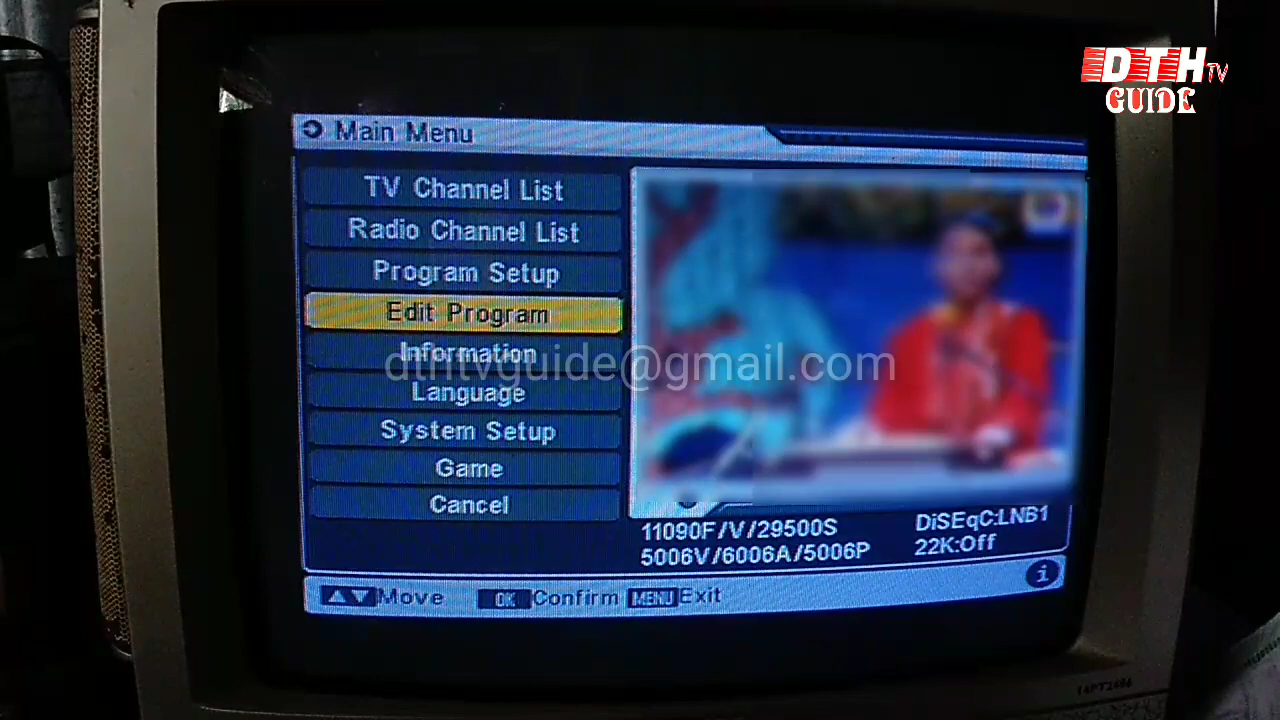 DTH TV
GUIDE
Main Menu
TV Channel List
Radio Channel List
Program Setup
Edit Program
Information
dthtvguide@gmail.com
Language
System Setup
Game
Cancel
11090F/V/29500S
5006V/6006A/5006P
DiSEqC:LNB1
22K:Off
Move OK Confirm MENU Exit
i